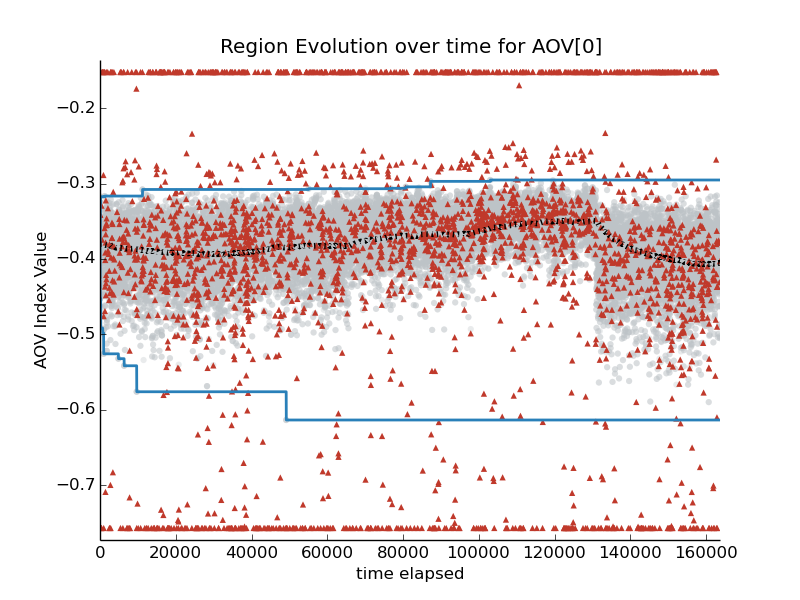 Region Evolution over time for AOV[0]
AOV Index Value
−0.2
−0.3
−0.4
−0.5
−0.6
−0.7
0 20000 40000 60000 80000 100000 120000 140000 160000
time elapsed